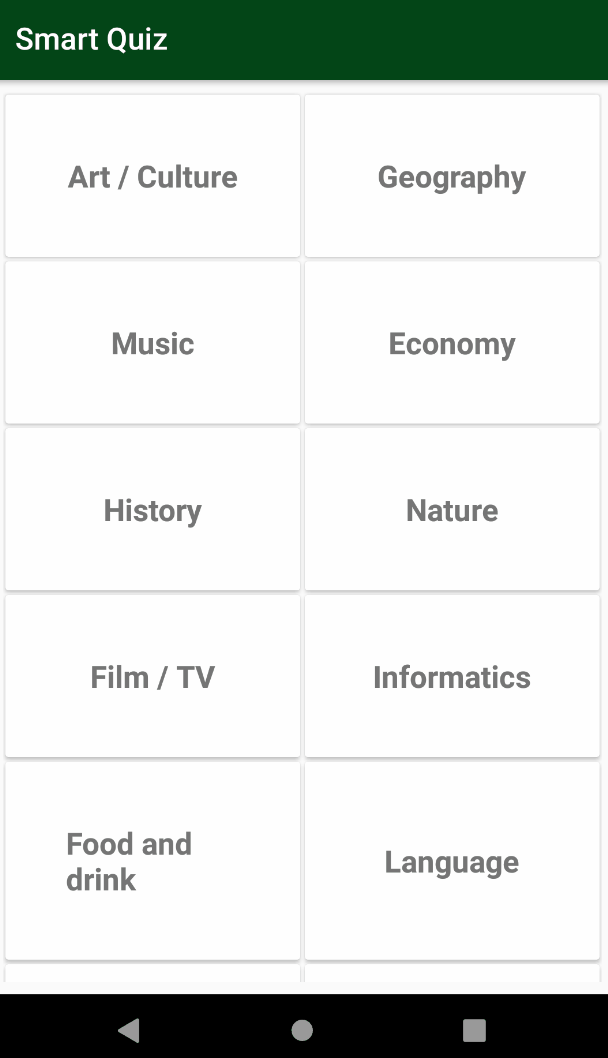 Smart Quiz
Art / Culture
Geography
Music
Economy
History
Nature
Film / TV
Informatics
Food and
drink
Language